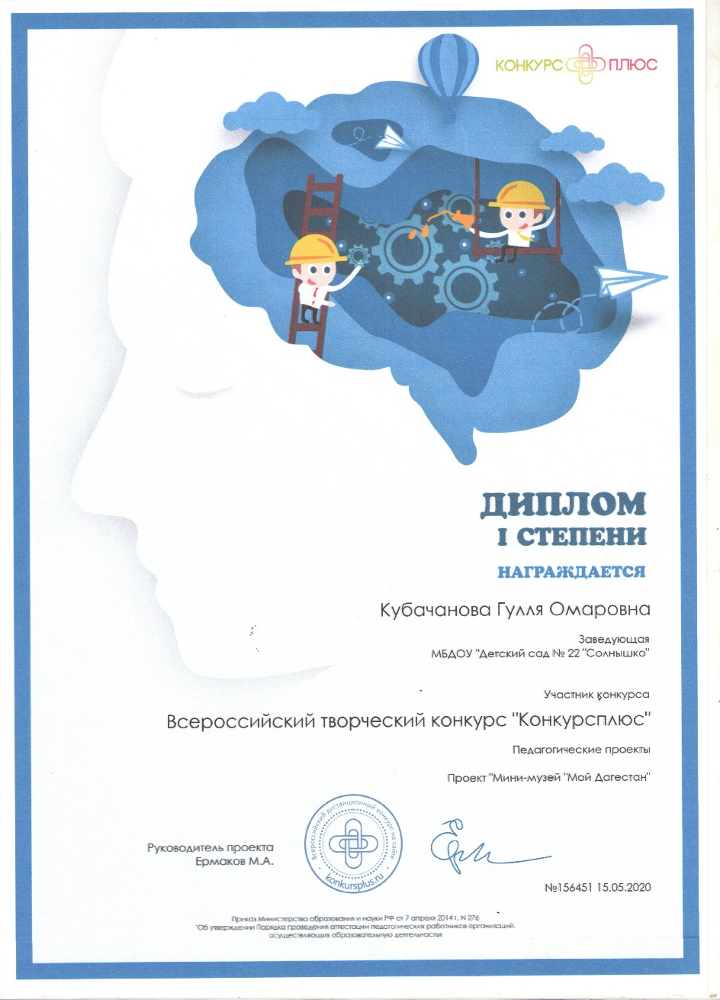 КОНКУРС ПЛЮС
ДИПЛОМ
I СТЕПЕНИ
НАГРАЖДАЕТСЯ
Кубачанова Гулля Омаровна
Заведующая
МБДОУ "Детский сад № 22 "Солнышко"
Участник конкурса
Всероссийский творческий конкурс "Конкурсплюс"
Педагогические проекты
Проект "Мини-музей "Мой Дагестан"
Всероссийский дистанционный конкурс на сайте
konkursplus.ru
Руководитель проекта
Ермаков М.А.
№156451 15.05.2020
Приказ Министерства образования и науки РФ от 7 апреля 2014 г. N 276
"Об утверждении Порядка проведения аттестации педагогических работников организаций,
осуществляющих образовательную деятельность"